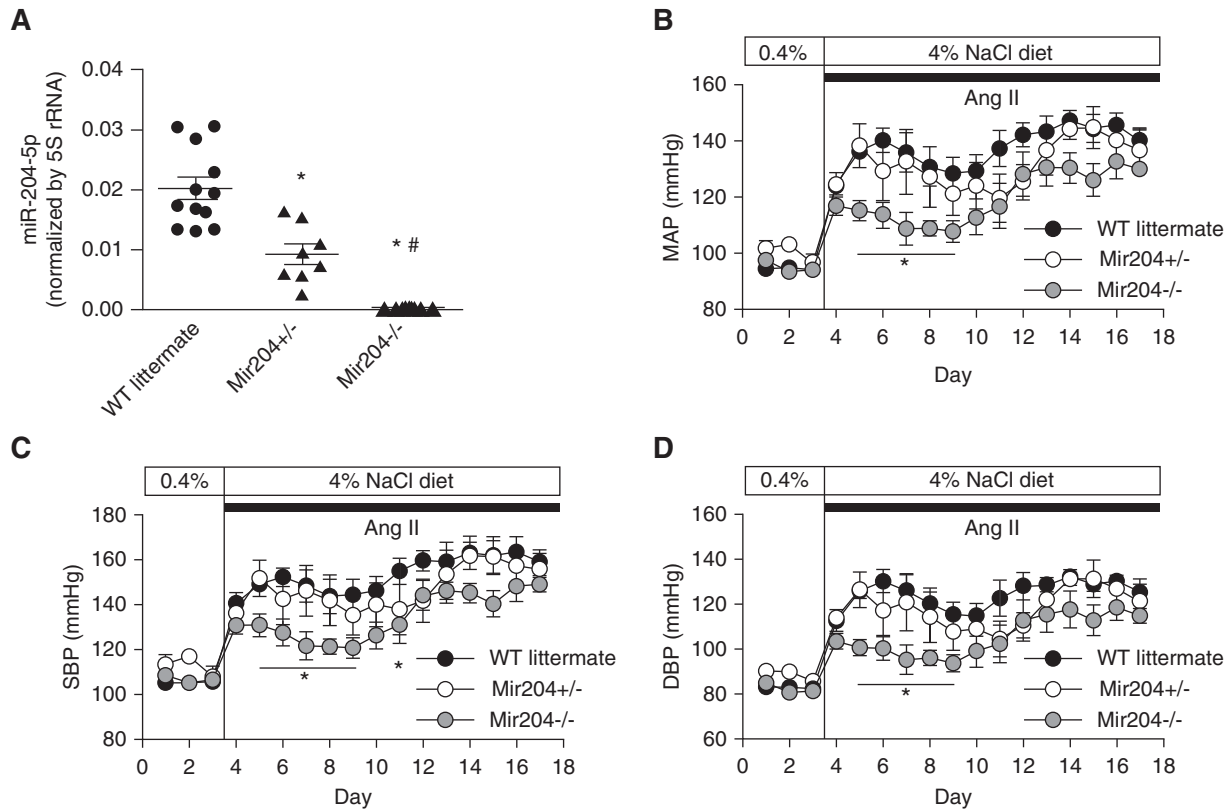 A
miR-204-5p
(normalized by 5S rRNA)
0.04
0.03
0.02
0.01
0.00
*
* #
WT littermate
Mir204+/-
Mir204-/-
B
0.4%
4% NaCl diet
Ang II
MAP (mmHg)
160
140
120
100
80
*
WT littermate
Mir204+/-
Mir204-/-
0 2 4 6 8 10 12 14 16 18
Day
C
0.4%
4% NaCl diet
Ang II
SBP (mmHg)
180
160
140
120
100
80
*
*
WT littermate
Mir204+/-
Mir204-/-
0 2 4 6 8 10 12 14 16 18
Day
D
0.4%
4% NaCl diet
Ang II
DBP (mmHg)
160
140
120
100
80
60
*
WT littermate
Mir204+/-
Mir204-/-
0 2 4 6 8 10 12 14 16 18
Day